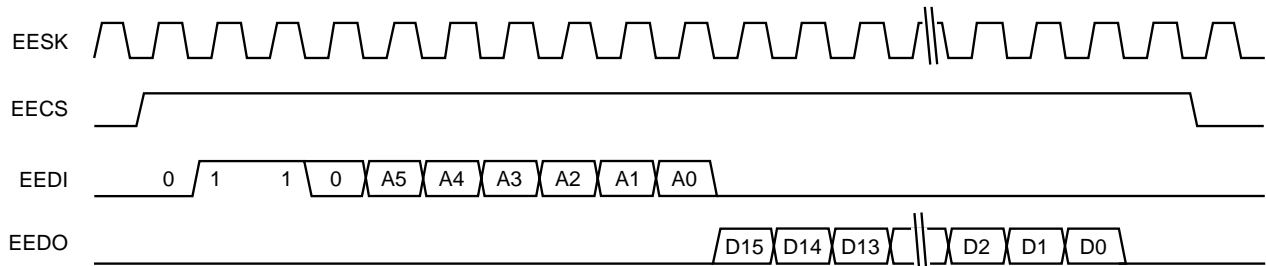 EESK
EECS
EEDI 0 1 1 0 A5 A4 A3 A2 A1 A0
EEDO D15 D14 D13 D2 D1 D0